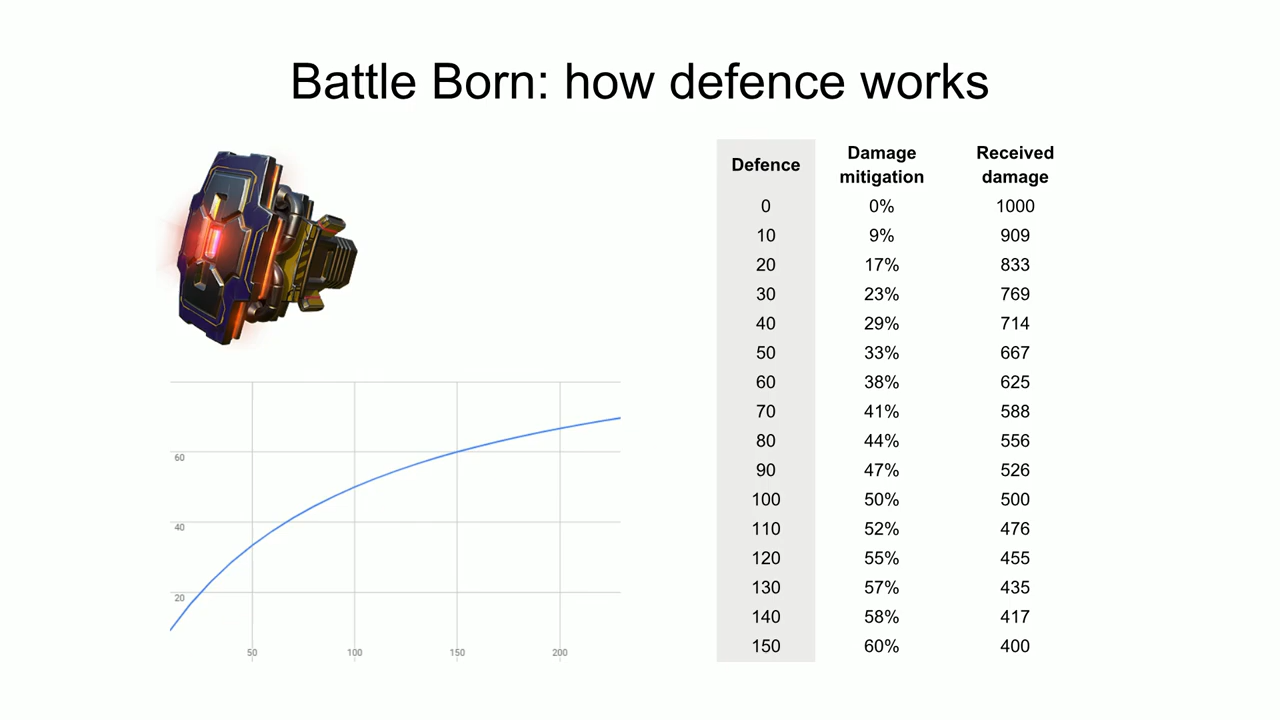 Battle Born: how defence works
Defence Damage mitigation Received damage
0 0% 1000
10 9% 909
20 17% 833
30 23% 769
40 29% 714
50 33% 667
60 38% 625
70 41% 588
80 44% 556
90 47% 526
100 50% 500
110 52% 476
120 55% 455
130 57% 435
140 58% 417
150 60% 400
60
40
20
50 100 150 200